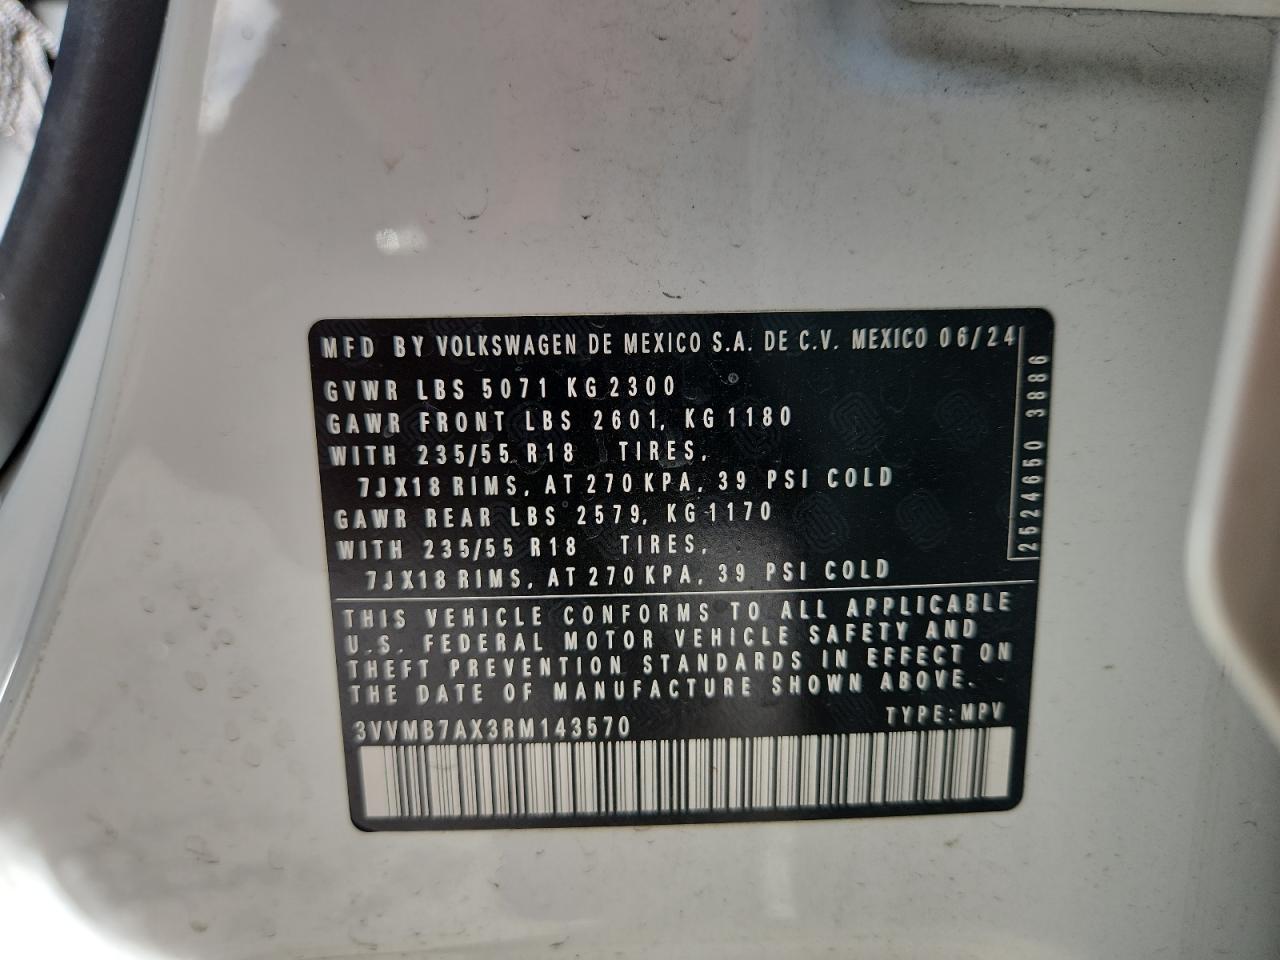 MFD BY VOLKSWAGEN DE MEXICO S.A. DE C.V. MEXICO 06/24
GVWR LBS 5071 KG 2300
GAWR FRONT LBS 2601, KG 1180
WITH 235/55 R18 TIRES,
7JX18 RIMS, AT 270 KPA, 39 PSI COLD
GAWR REAR LBS 2579, KG 1170
WITH 235/55 R18 TIRES,
7JX18 RIMS, AT 270 KPA, 39 PSI COLD
2524650 3886
THIS VEHICLE CONFORMS TO ALL APPLICABLE
U.S. FEDERAL MOTOR VEHICLE SAFETY AND
THEFT PREVENTION STANDARDS IN EFFECT ON
THE DATE OF MANUFACTURE SHOWN ABOVE.
3VVMB7AX3RM143570 TYPE: MPV